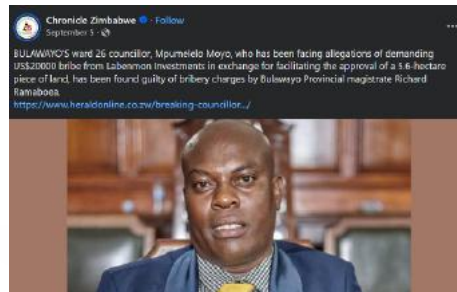 Chronicle Zimbabwe · Follow
September 5 ·
BULAWAYO'S ward 26 councillor, Mpumelelo Moyo, who has been facing allegations of demanding
US$20000 bribe from Labenmon Investments in exchange for facilitating the approval of a 3.6-hectare
piece of land, has been found guilty of bribery charges by Bulawayo Provincial magistrate Richard
Ramaboea.
https://www.heraldonline.co.zw/breaking-councillor.../